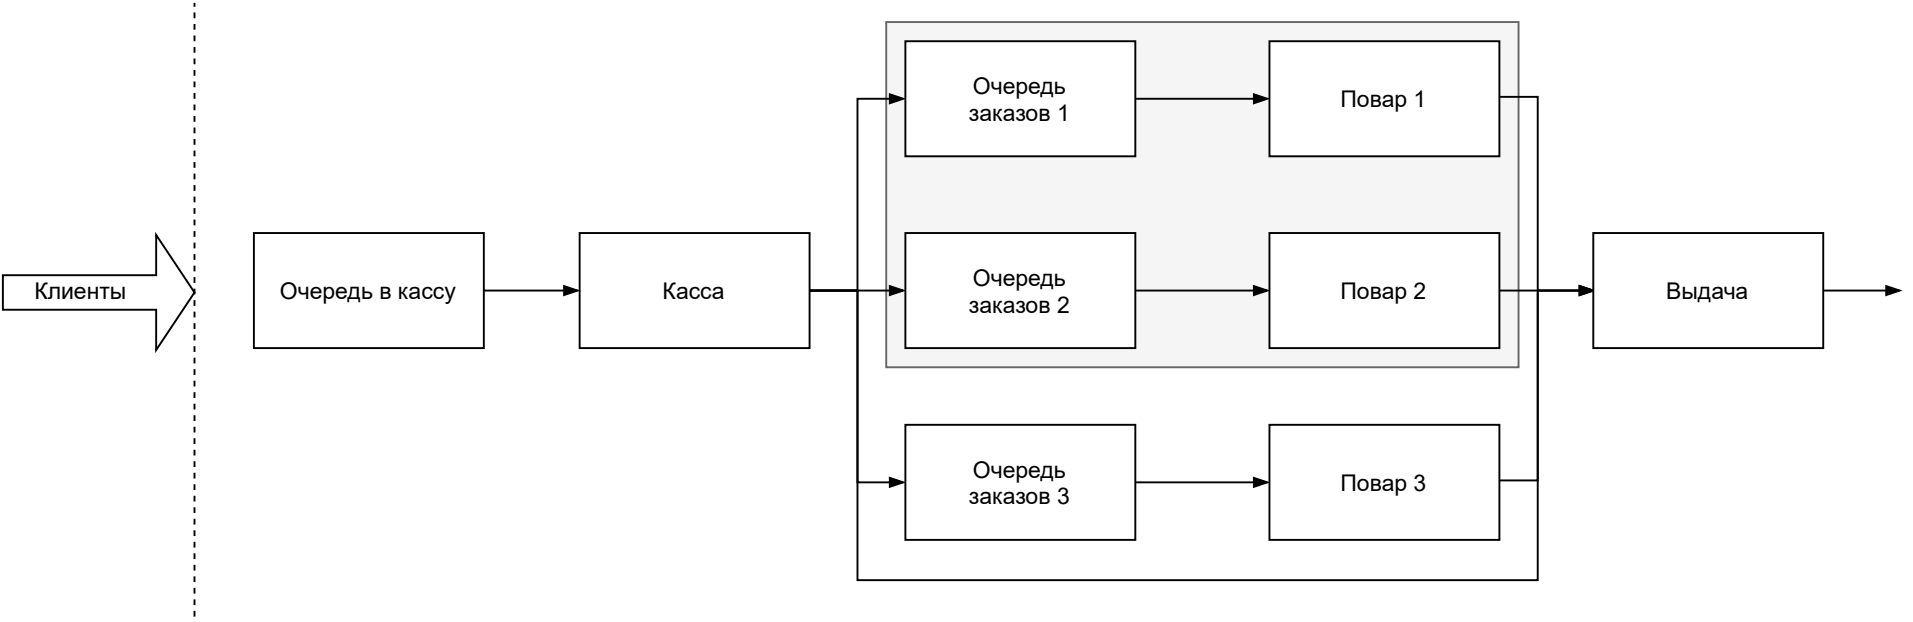 Клиенты
Очередь в кассу
Касса
Очередь
заказов 1
Повар 1
Очередь
заказов 2
Повар 2
Очередь
заказов 3
Повар 3
Выдача